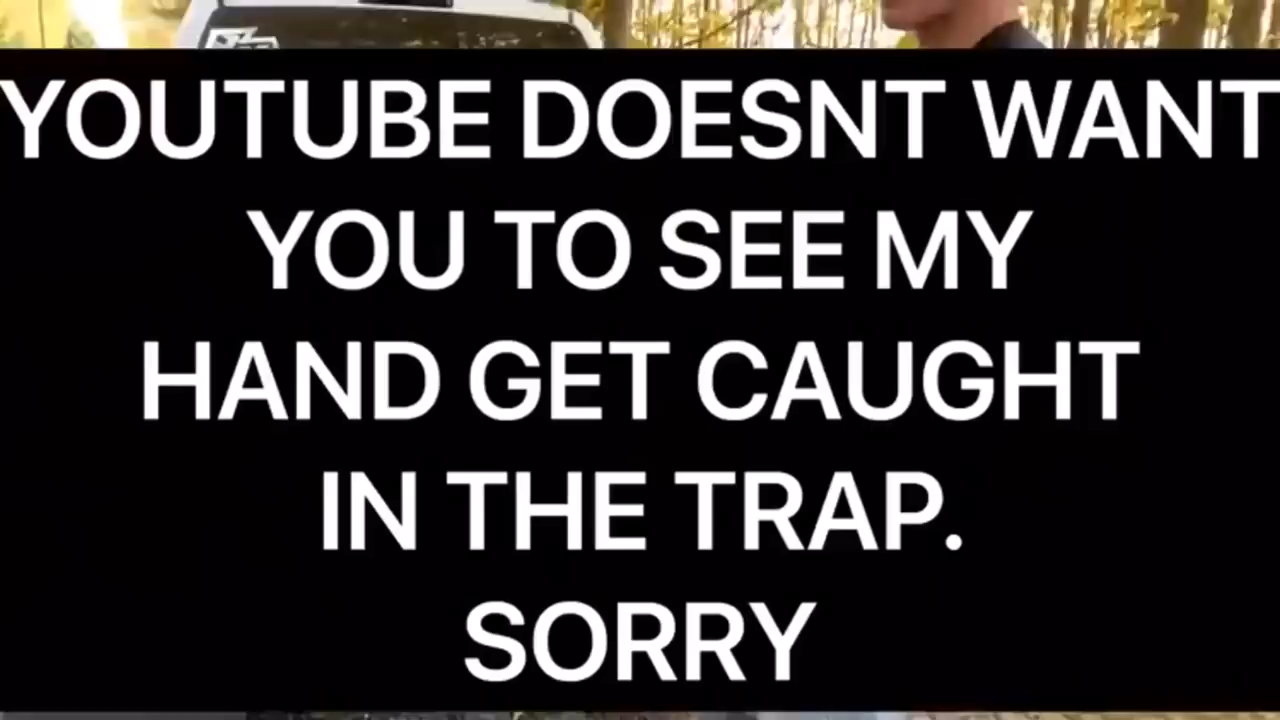 YOUTUBE DOESNT WANT
YOU TO SEE MY
HAND GET CAUGHT
IN THE TRAP.
SORRY